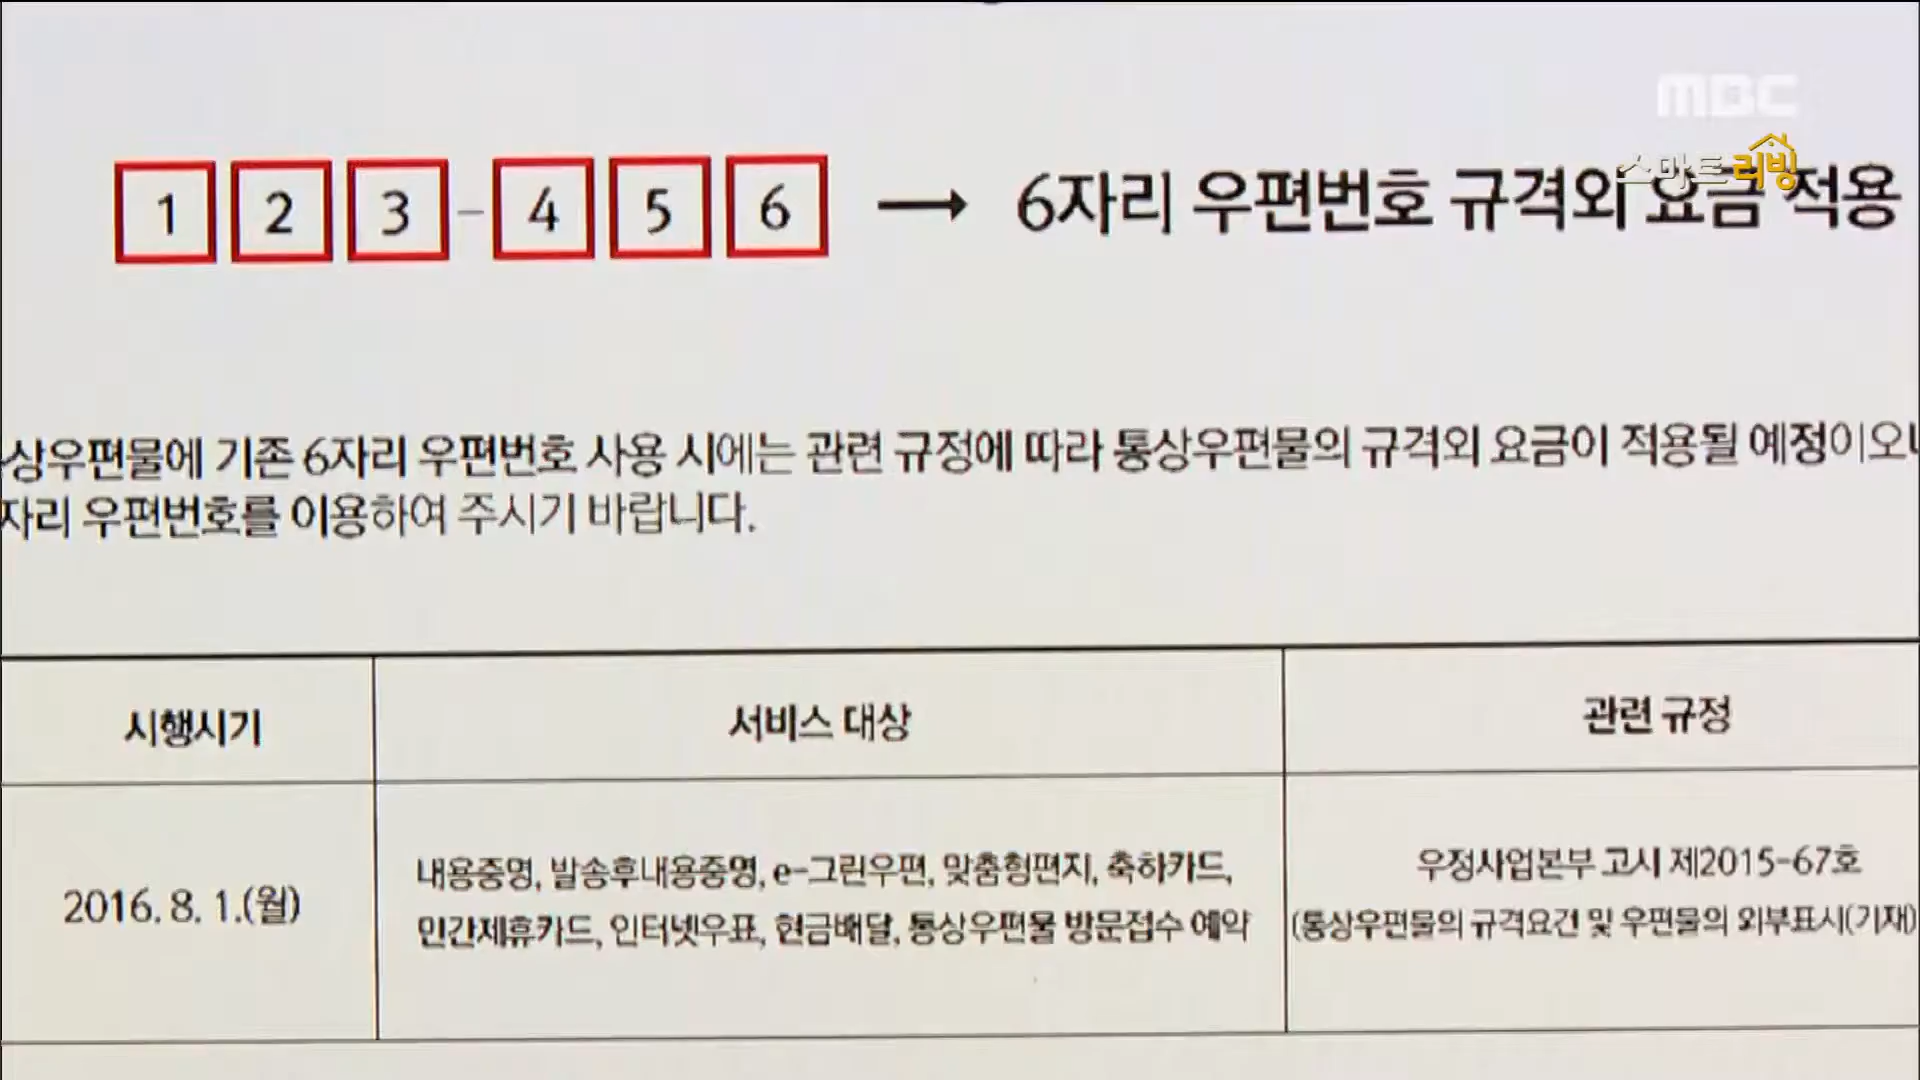 MBC
스마트리빙
1 2 3 - 4 5 6 → 6자리 우편번호 규격외 요금 적용
상우편물에 기존 6자리 우편번호 사용 시에는 관련 규정에 따라 통상우편물의 규격외 요금이 적용될 예정이오니
자리 우편번호를 이용하여 주시기 바랍니다.
시행시기 서비스 대상 관련 규정
내용증명, 발송후내용증명, e-그린우편, 맞춤형편지, 축하카드,
민간제휴카드, 인터넷우표, 현금배달, 통상우편물 방문접수 예약
2016. 8. 1.(월)
우정사업본부 고시 제2015-67호
(통상우편물의 규격요건 및 우편물의 외부표시(기재)